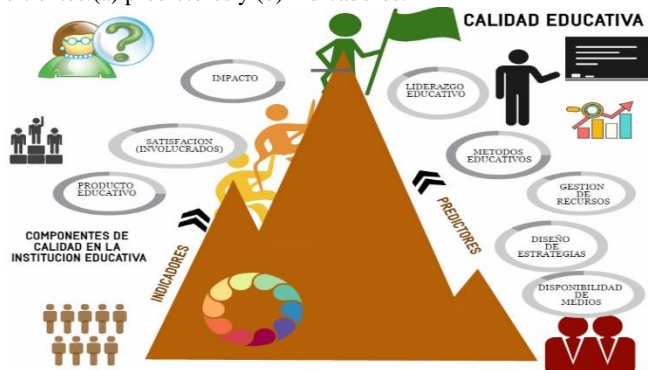 CALIDAD EDUCATIVA
IMPACTO
LIDERAZGO
EDUCATIVO
SATISFACION
(INVOLUCRADOS)
METODOS
EDUCATIVOS
PRODUCTO
EDUCATIVO
GESTION
DE
RECURSOS
COMPONENTES DE
CALIDAD EN LA
INSTITUCION EDUCATIVA
INDICADORES
PREDICTORES
DISEÑO
DE
ESTRATEGIAS
DISPONIBILIDAD
DE
MEDIOS